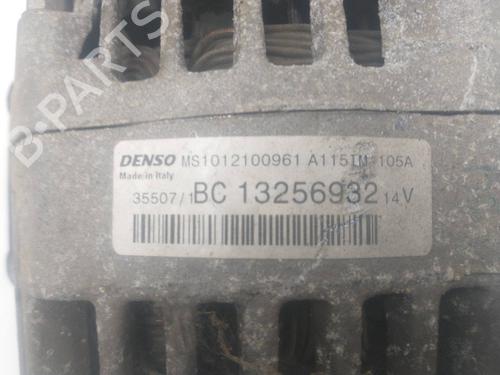 B-PARTS
DENSO MS1012100961 A115IM 105A
Made in Italy
35507/1 BC 13256932 14V